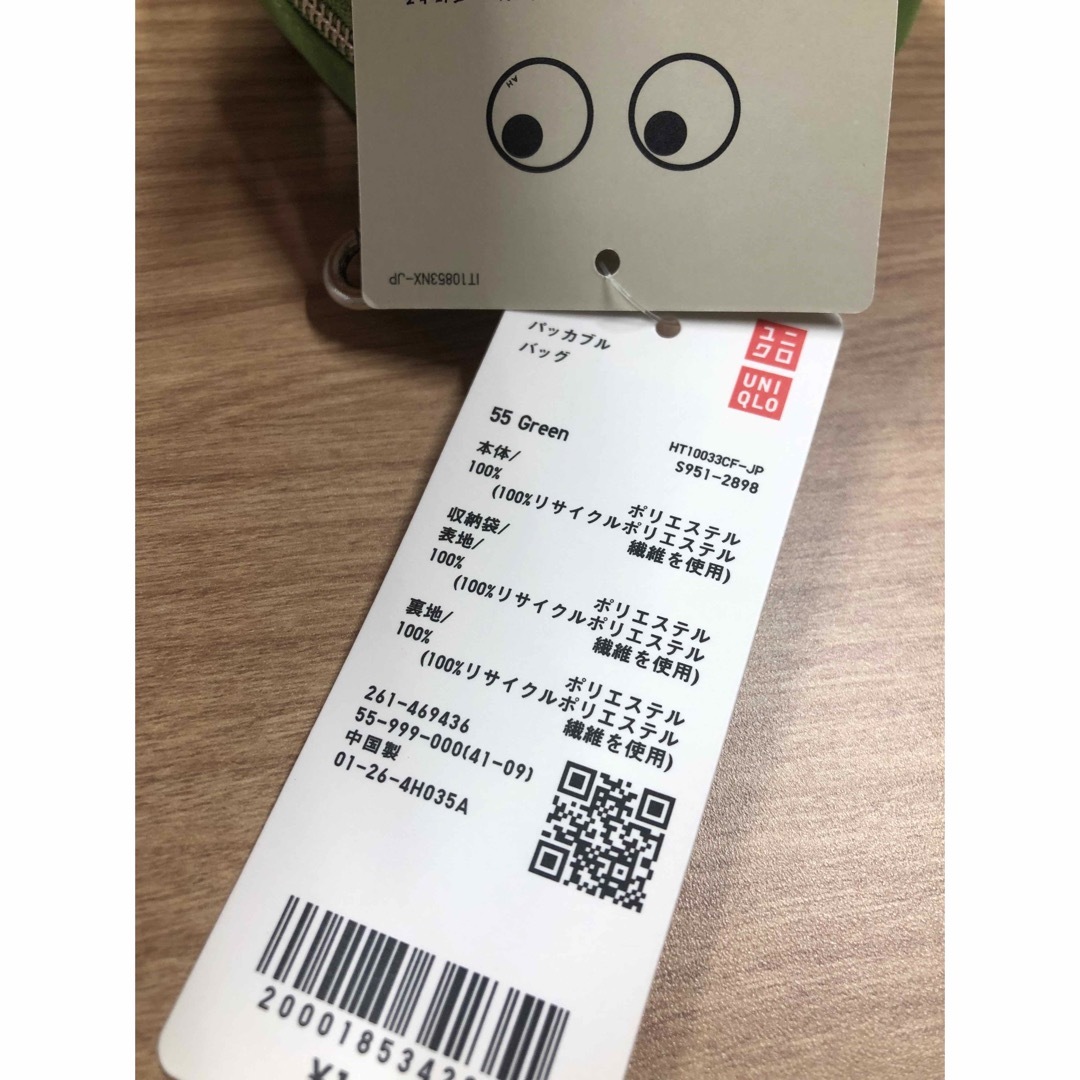 AH
IT10853NX-JP
パッカブル
バッグ
ユニ
クロ
UNI
QLO
55 Green
HT10033CF-JP
S951-2898
本体/
100% ポリエステル
(100%リサイクルポリエステル
繊維を使用)
収納袋/
表地/
100% ポリエステル
(100%リサイクルポリエステル
繊維を使用)
裏地/
100% ポリエステル
(100%リサイクルポリエステル
繊維を使用)
261-469436
55-999-000(41-09)
中国製
01-26-4H035A